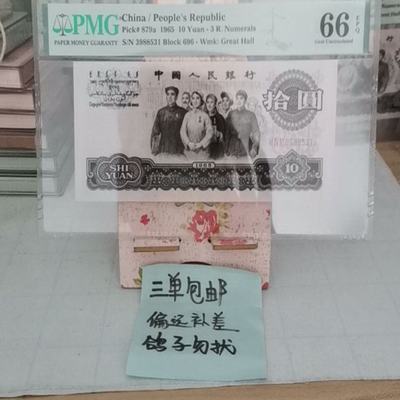 PMG
PAPER MONEY GUARANTY
China / People's Republic
Pick# 879a 1965 10 Yuan - 3 R. Numerals
S/N 3988531 Block 696 - Wmk: Great Hall
66 EPQ
Gem Uncirculated
中國人民銀行
拾圓
SHI YUAN
1965
10
三单包邮
偏远补差
鸽子勿扰